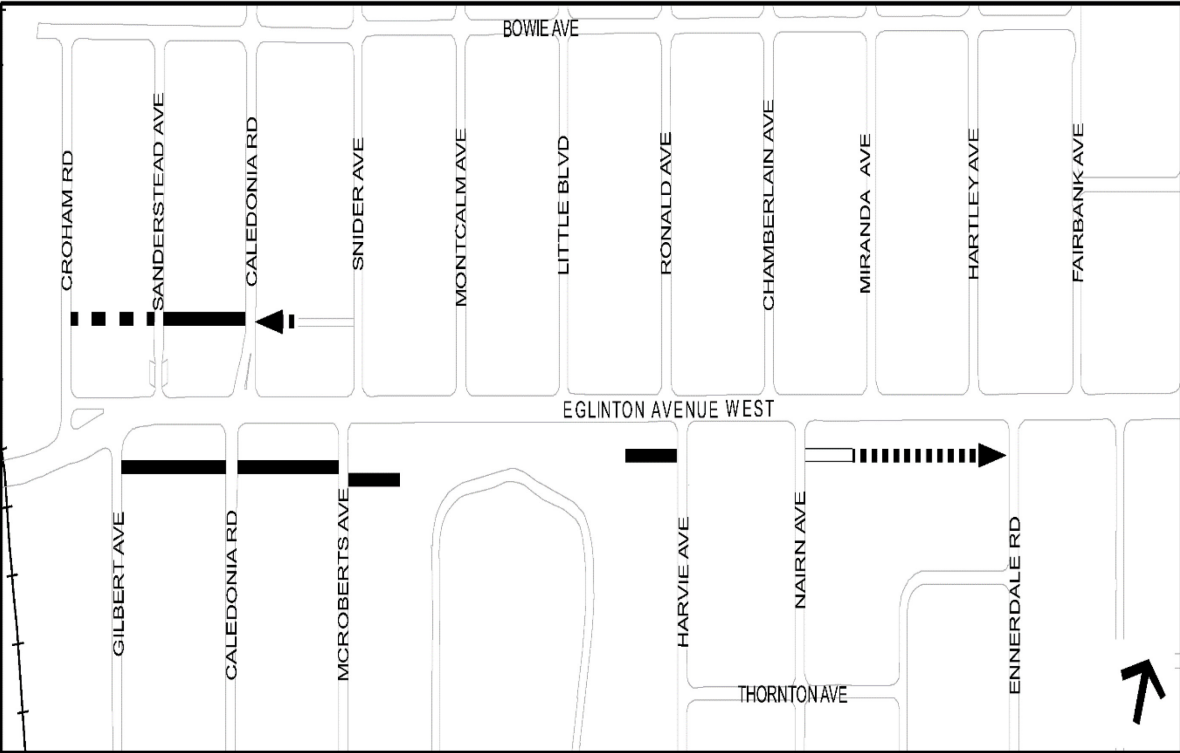 BOWIE AVE
CROHAM RD
SANDERSTEAD AVE
CALEDONIA RD
SNIDER AVE
MONTCALM AVE
LITTLE BLVD
RONALD AVE
CHAMBERLAIN AVE
MIRANDA AVE
HARTLEY AVE
FAIRBANK AVE
EGLINTON AVENUE WEST
GILBERT AVE
CALEDONIA RD
MCROBERTS AVE
HARVIE AVE
NAIRN AVE
ENNERDALE RD
THORNTON AVE